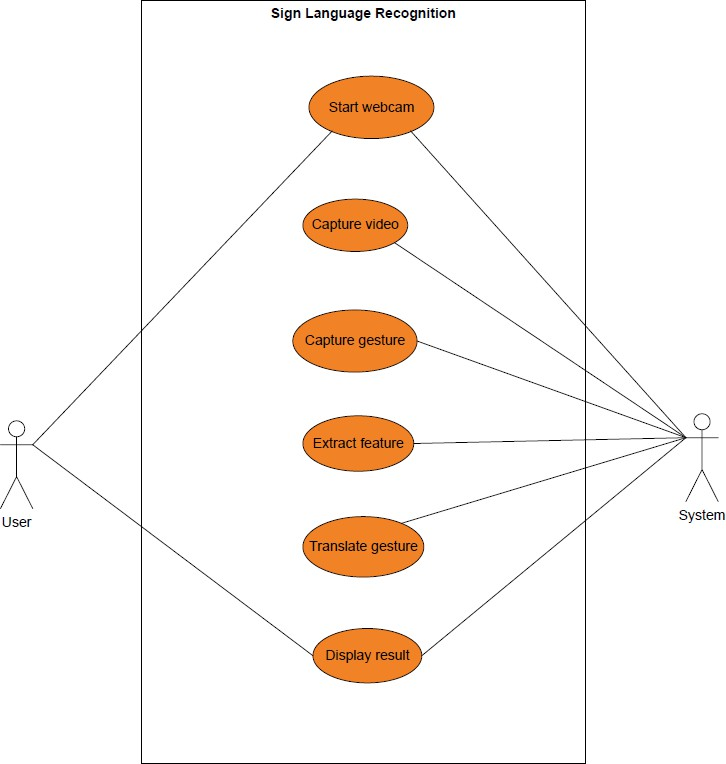 Sign Language Recognition
Start webcam
Capture video
Capture gesture
Extract feature
User
System
Translate gesture
Display result